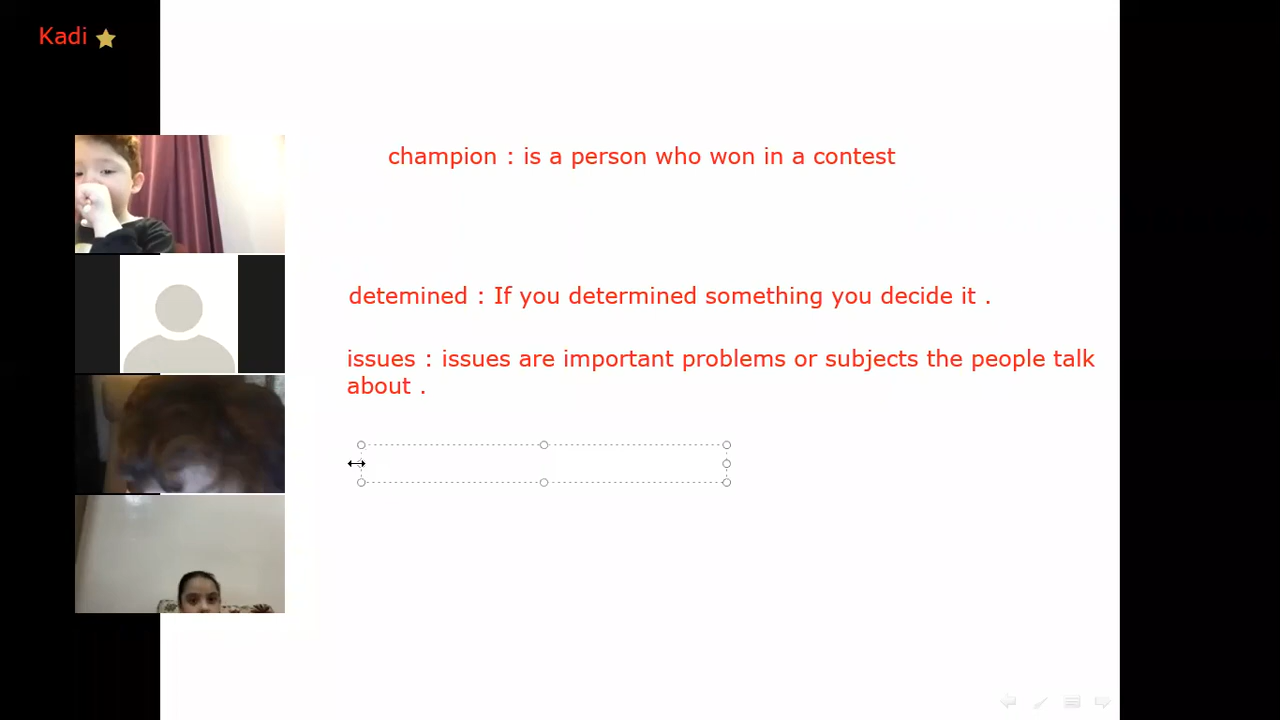 Kadi
champion : is a person who won in a contest
detemined : If you determined something you decide it .
issues : issues are important problems or subjects the people talk
about .